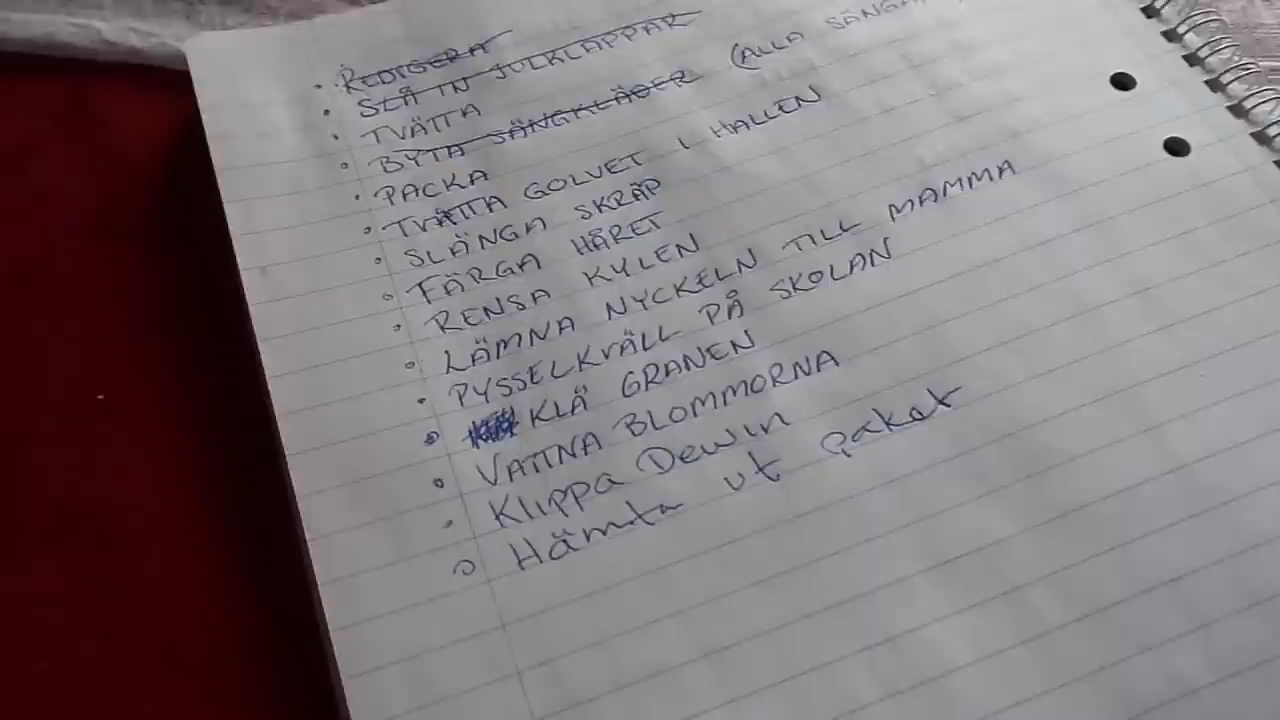 • REDIGERA
• SLÅ IN JULKLAPPAR
• TVÄTTA
• BYTA SÄNGKLÄDER (ALLA
• PACKA
• TVÄTTA GOLVET I HALLEN
• SLÄNGA SKRÄP
• FÄRGA HÅRET
• RENSA KYLEN
• LÄMNA NYCKELN TILL MAMMA
• PYSSELKVÄLL PÅ SKOLAN
• KLÄ GRANEN
• VATTNA BLOMMORNA
• Klippa Dewin
• Hämta ut paket